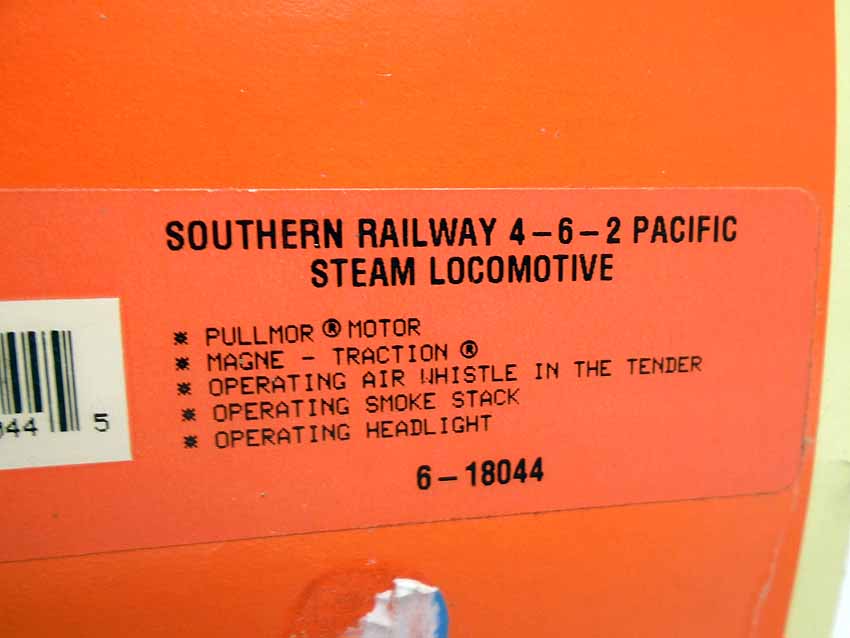 SOUTHERN RAILWAY 4-6-2 PACIFIC
STEAM LOCOMOTIVE
* PULLMOR ® MOTOR
* MAGNE - TRACTION ®
* OPERATING AIR WHISTLE IN THE TENDER
* OPERATING SMOKE STACK
* OPERATING HEADLIGHT
44 5
6-18044